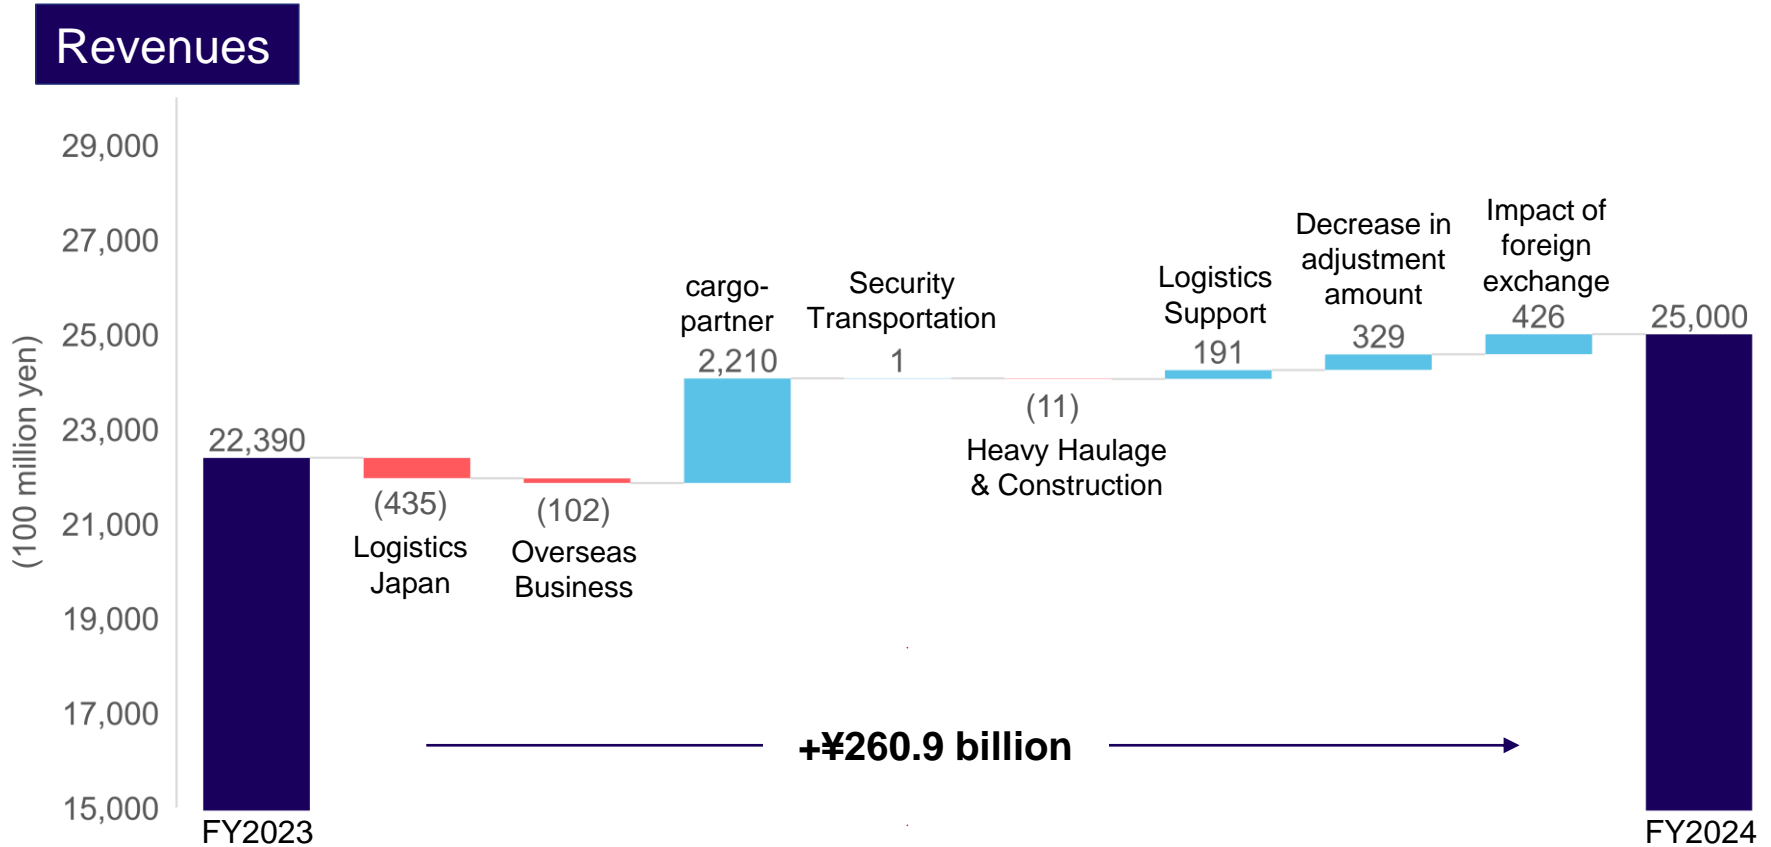 Revenues
(100 million yen)
29,000
27,000
25,000
23,000
21,000
19,000
17,000
15,000
22,390
FY2023
(435)
Logistics
Japan
(102)
Overseas
Business
cargo-
partner
2,210
Security
Transportation
1
(11)
Heavy Haulage
& Construction
Logistics
Support
191
Decrease in
adjustment
amount
329
Impact of
foreign
exchange
426
25,000
FY2024
+¥260.9 billion